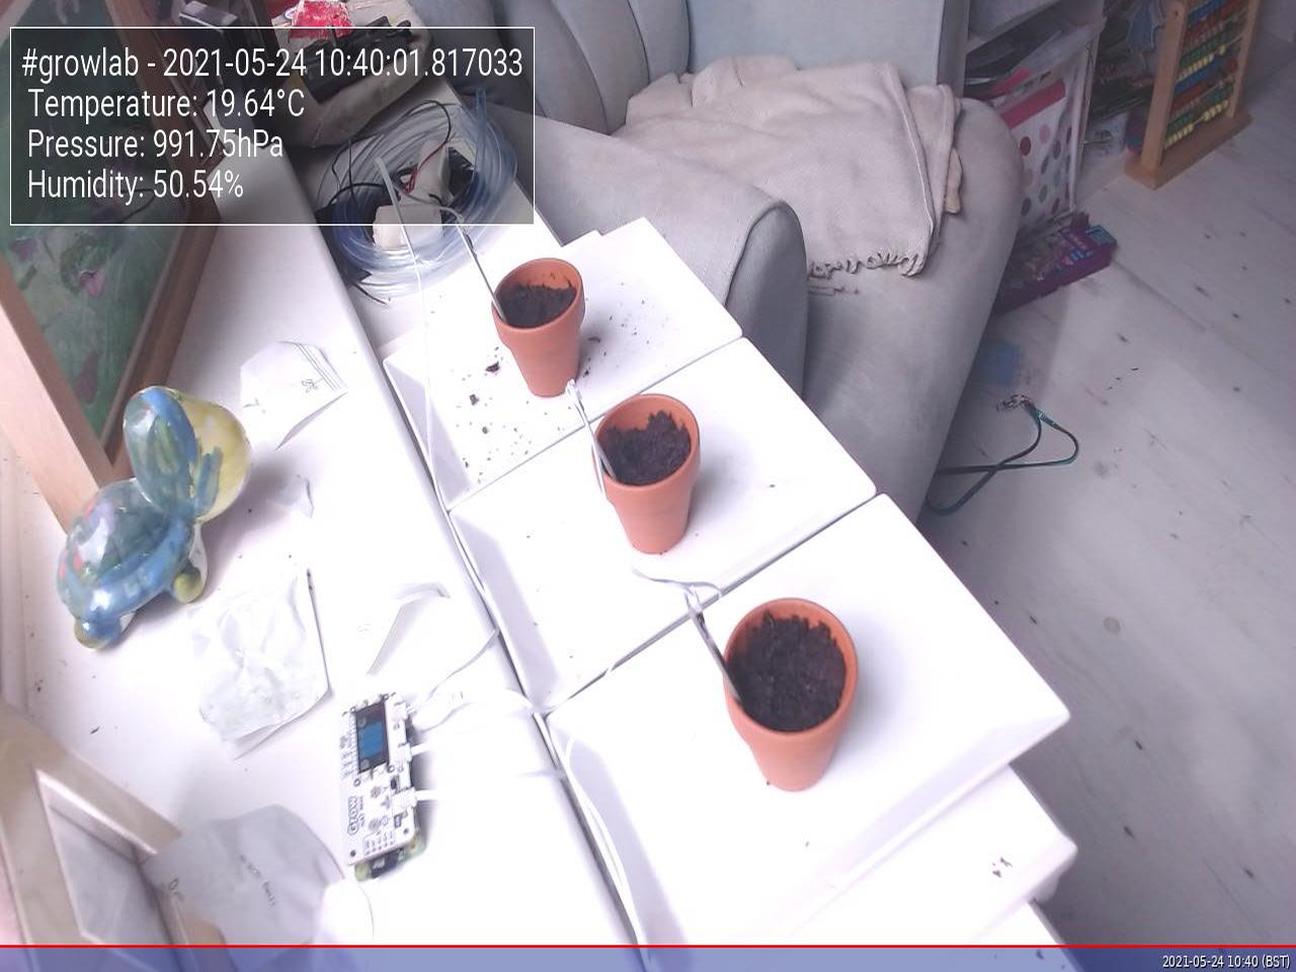 #growlab - 2021-05-24 10:40:01.817033
Temperature: 19.64°C
Pressure: 991.75hPa
Humidity: 50.54%
Grow
2021-05-24 10:40 (BST)